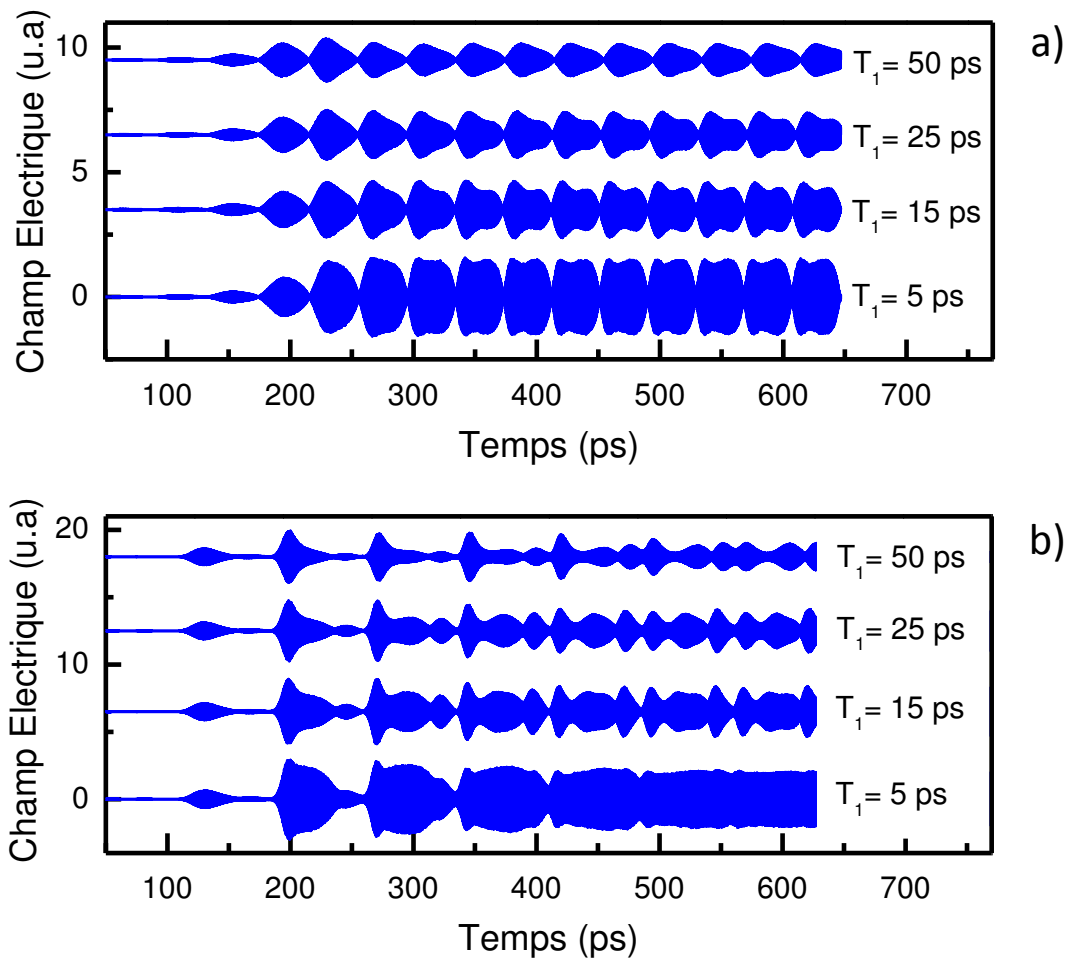 a)
Champ Electrique (u.a)
10
5
0
T₁= 50 ps
T₁= 25 ps
T₁= 15 ps
T₁= 5 ps
100 200 300 400 500 600 700
Temps (ps)
b)
Champ Electrique (u.a)
20
10
0
T₁= 50 ps
T₁= 25 ps
T₁= 15 ps
T₁= 5 ps
100 200 300 400 500 600 700
Temps (ps)